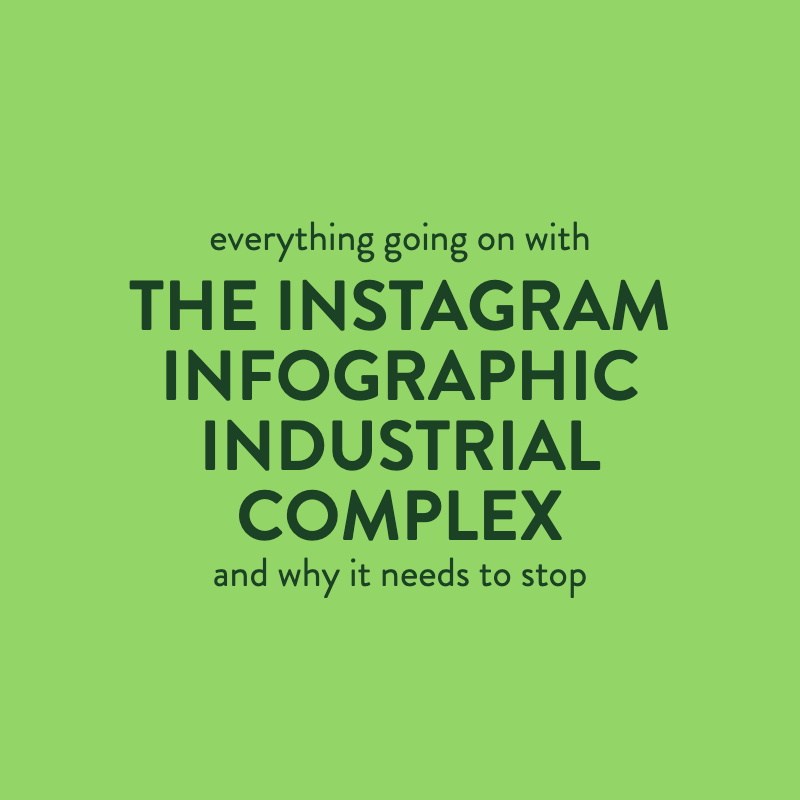 everything going on with
THE INSTAGRAM
INFOGRAPHIC
INDUSTRIAL
COMPLEX
and why it needs to stop